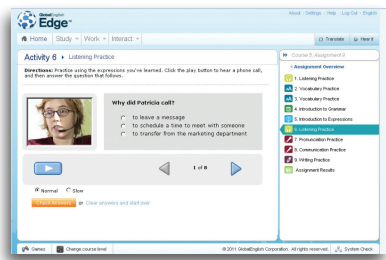 About | Settings | Help | Log Out | English
GlobalEnglish
Edge™
Home Study Work Interact
Translate Hear it
Activity 6 Listening Practice
Directions: Practice using the expressions you've learned. Click the play button to hear a phone call,
and then answer the question that follows.
Why did Patricia call?
to leave a message
to schedule a time to meet with someone
to transfer from the marketing department
1 of 8
Normal Slow
Check Answers or Clear answers and start over
Course 3, Assignment 9
Assignment Overview
1. Listening Practice
2. Vocabulary Practice
3. Vocabulary Practice
4. Introduction to Grammar
5. Introduction to Expressions
6. Listening Practice
7. Pronunciation Practice
8. Communication Practice
9. Writing Practice
Assignment Results
Games Change course level
© 2011 GlobalEnglish Corporation. All rights reserved. System Check